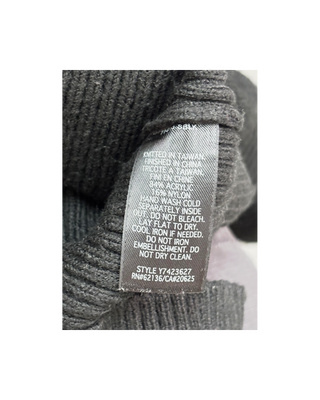 KNITTED IN TAIWAN.
FINISHED IN CHINA
TRICOTE A TAIWAN.
FINI EN CHINE
84% ACRYLIC
16% NYLON
HAND WASH COLD
SEPARATELY INSIDE
OUT. DO NOT BLEACH.
LAY FLAT TO DRY.
COOL IRON IF NEEDED.
DO NOT IRON
EMBELLISHMENT. DO
NOT DRY CLEAN.
STYLE Y7423627
RN#62136/CA#20625